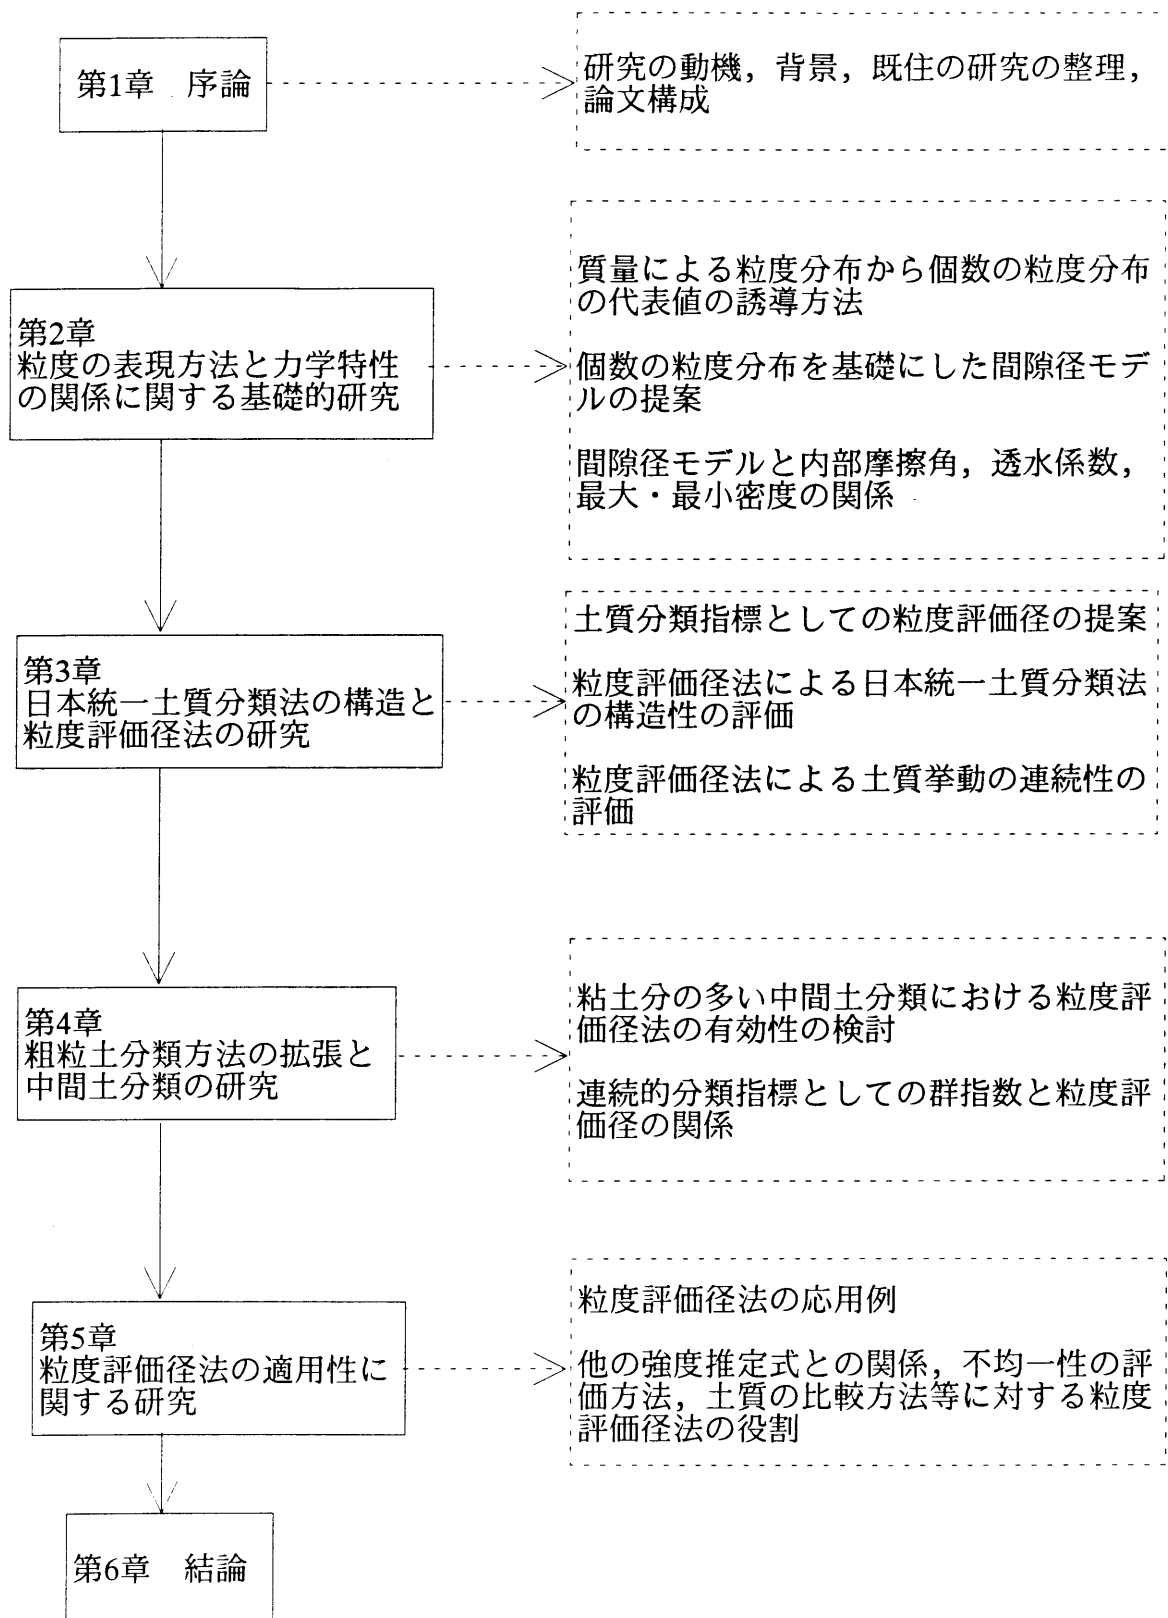 第1章 序論
研究の動機，背景，既住の研究の整理，
論文構成
第2章
粒度の表現方法と力学特性
の関係に関する基礎的研究
質量による粒度分布から個数の粒度分布
の代表値の誘導方法
個数の粒度分布を基礎にした間隙径モデ
ルの提案
間隙径モデルと内部摩擦角，透水係数，
最大・最小密度の関係
第3章
日本統一土質分類法の構造と
粒度評価径法の研究
土質分類指標としての粒度評価径の提案
粒度評価径法による日本統一土質分類法
の構造性の評価
粒度評価径法による土質挙動の連続性の
評価
第4章
粗粒土分類方法の拡張と
中間土分類の研究
粘土分の多い中間土分類における粒度評
価径法の有効性の検討
連続的分類指標としての群指数と粒度評
価径の関係
第5章
粒度評価径法の適用性に
関する研究
粒度評価径法の応用例
他の強度推定式との関係，不均一性の評
価方法，土質の比較方法等に対する粒度
評価径法の役割
第6章 結論